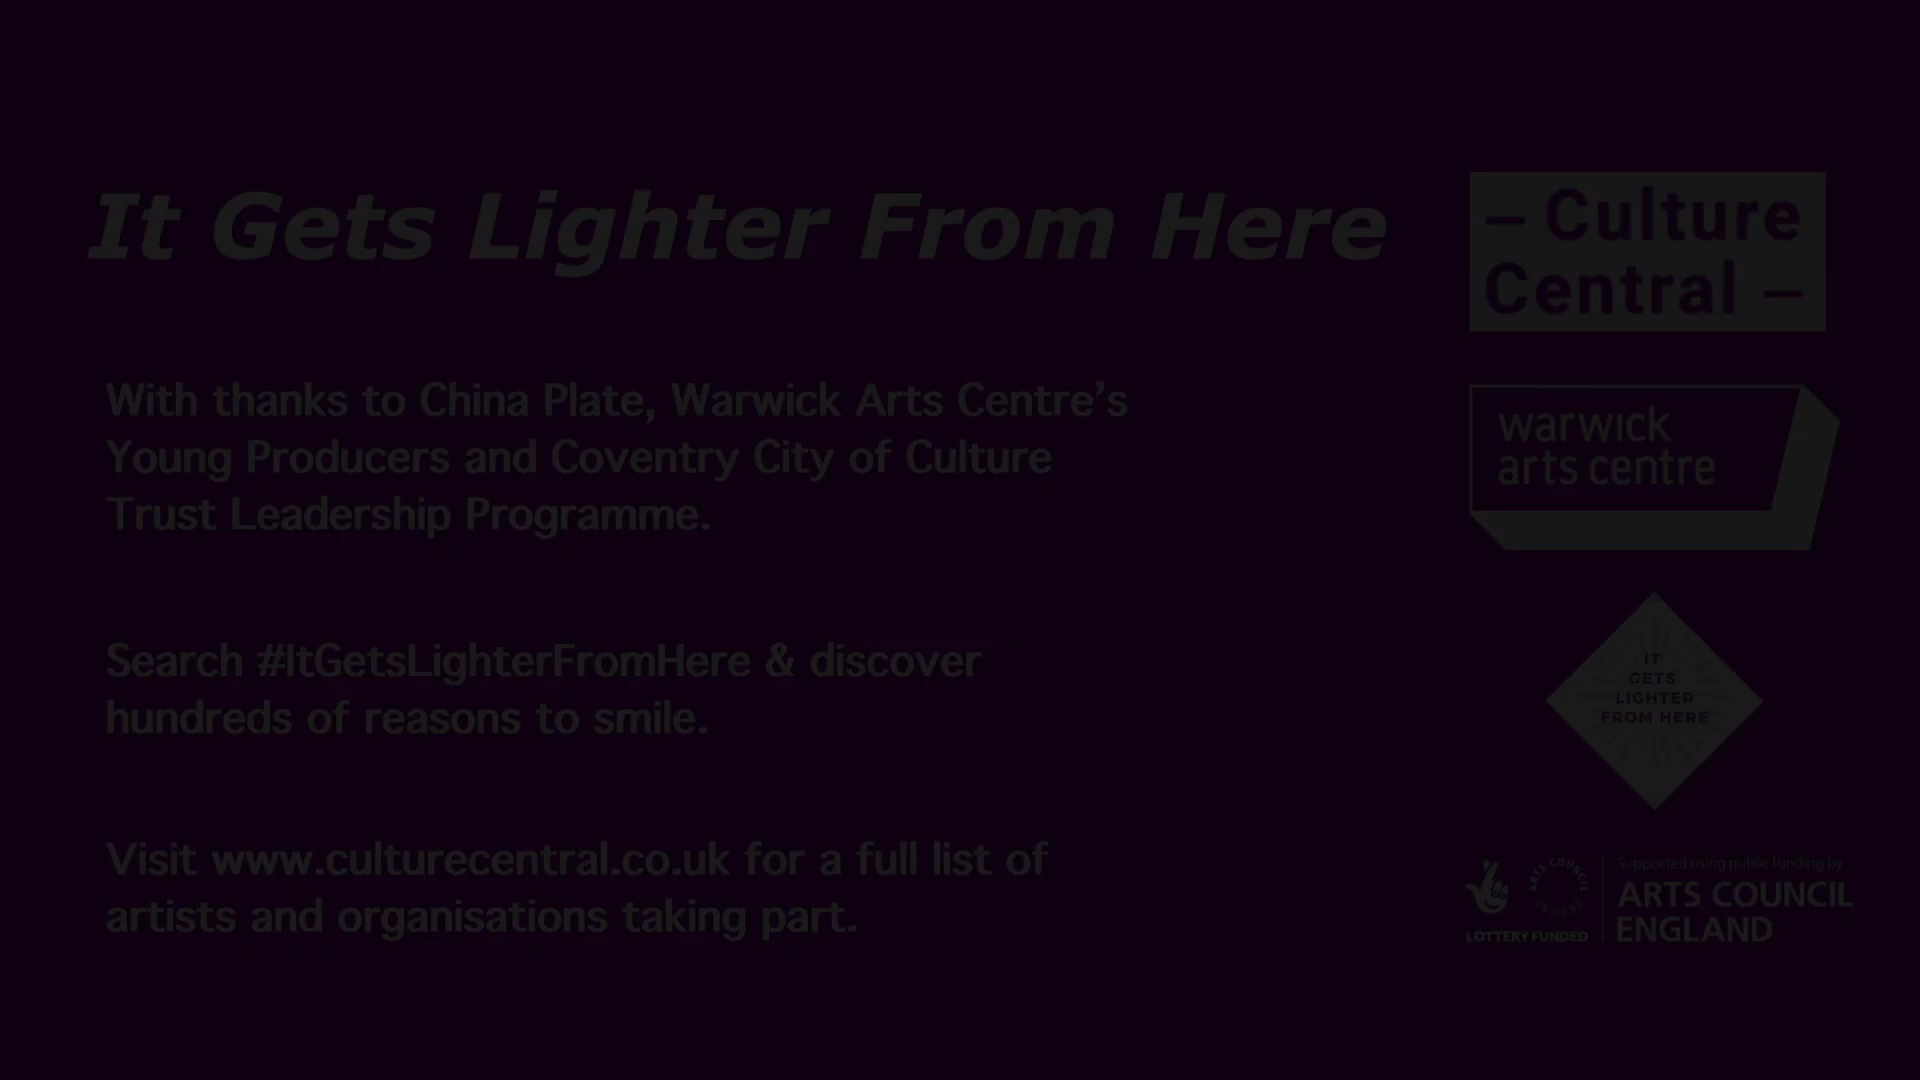 It Gets Lighter From Here
With thanks to China Plate, Warwick Arts Centre’s
Young Producers and Coventry City of Culture
Trust Leadership Programme.
Search #ItGetsLighterFromHere & discover
hundreds of reasons to smile.
Visit www.culturecentral.co.uk for a full list of
artists and organisations taking part.
– Culture
Central –
warwick
arts centre
IT
GETS
LIGHTER
FROM HERE
ARTS COUNCIL
ENGLAND
LOTTERY FUNDED
Supported using public funding by
ARTS COUNCIL
ENGLAND